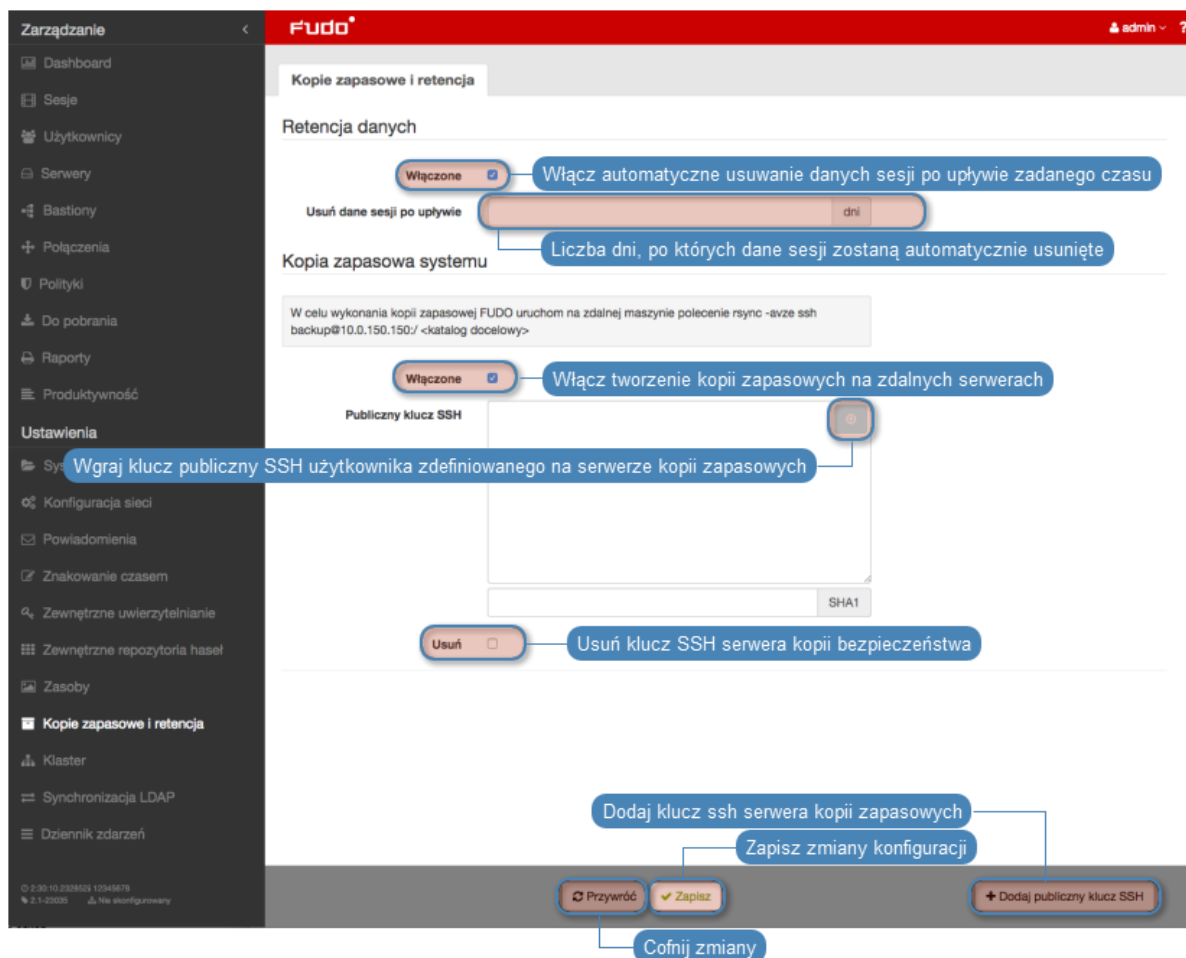 Zarządzanie
Fudo
admin
?
Dashboard
Sesje
Użytkownicy
Serwery
Bastiony
Połączenia
Polityki
Do pobrania
Raporty
Produktywność
Ustawienia
Sys
Konfiguracja sieci
Powiadomienia
Znakowanie czasem
Zewnętrzne uwierzytelnianie
Zewnętrzne repozytoria haseł
Zasoby
Kopie zapasowe i retencja
Klaster
Synchronizacja LDAP
Dziennik zdarzeń
2.1-23035 Nie skonfigurowany
Kopie zapasowe i retencja
Retencja danych
Włączone
Włącz automatyczne usuwanie danych sesji po upływie zadanego czasu
Usuń dane sesji po upływie
dni
Liczba dni, po których dane sesji zostaną automatycznie usunięte
Kopia zapasowa systemu
W celu wykonania kopii zapasowej FUDO uruchom na zdalnej maszynie polecenie rsync -avze ssh
backup@10.0.150.150:/ <katalog docelowy>
Włączone
Włącz tworzenie kopii zapasowych na zdalnych serwerach
Publiczny klucz SSH
Wgraj klucz publiczny SSH użytkownika zdefiniowanego na serwerze kopii zapasowych
SHA1
Usuń
Usuń klucz SSH serwera kopii bezpieczeństwa
Dodaj klucz ssh serwera kopii zapasowych
Zapisz zmiany konfiguracji
Przywróć
Zapisz
+ Dodaj publiczny klucz SSH
Cofnij zmiany